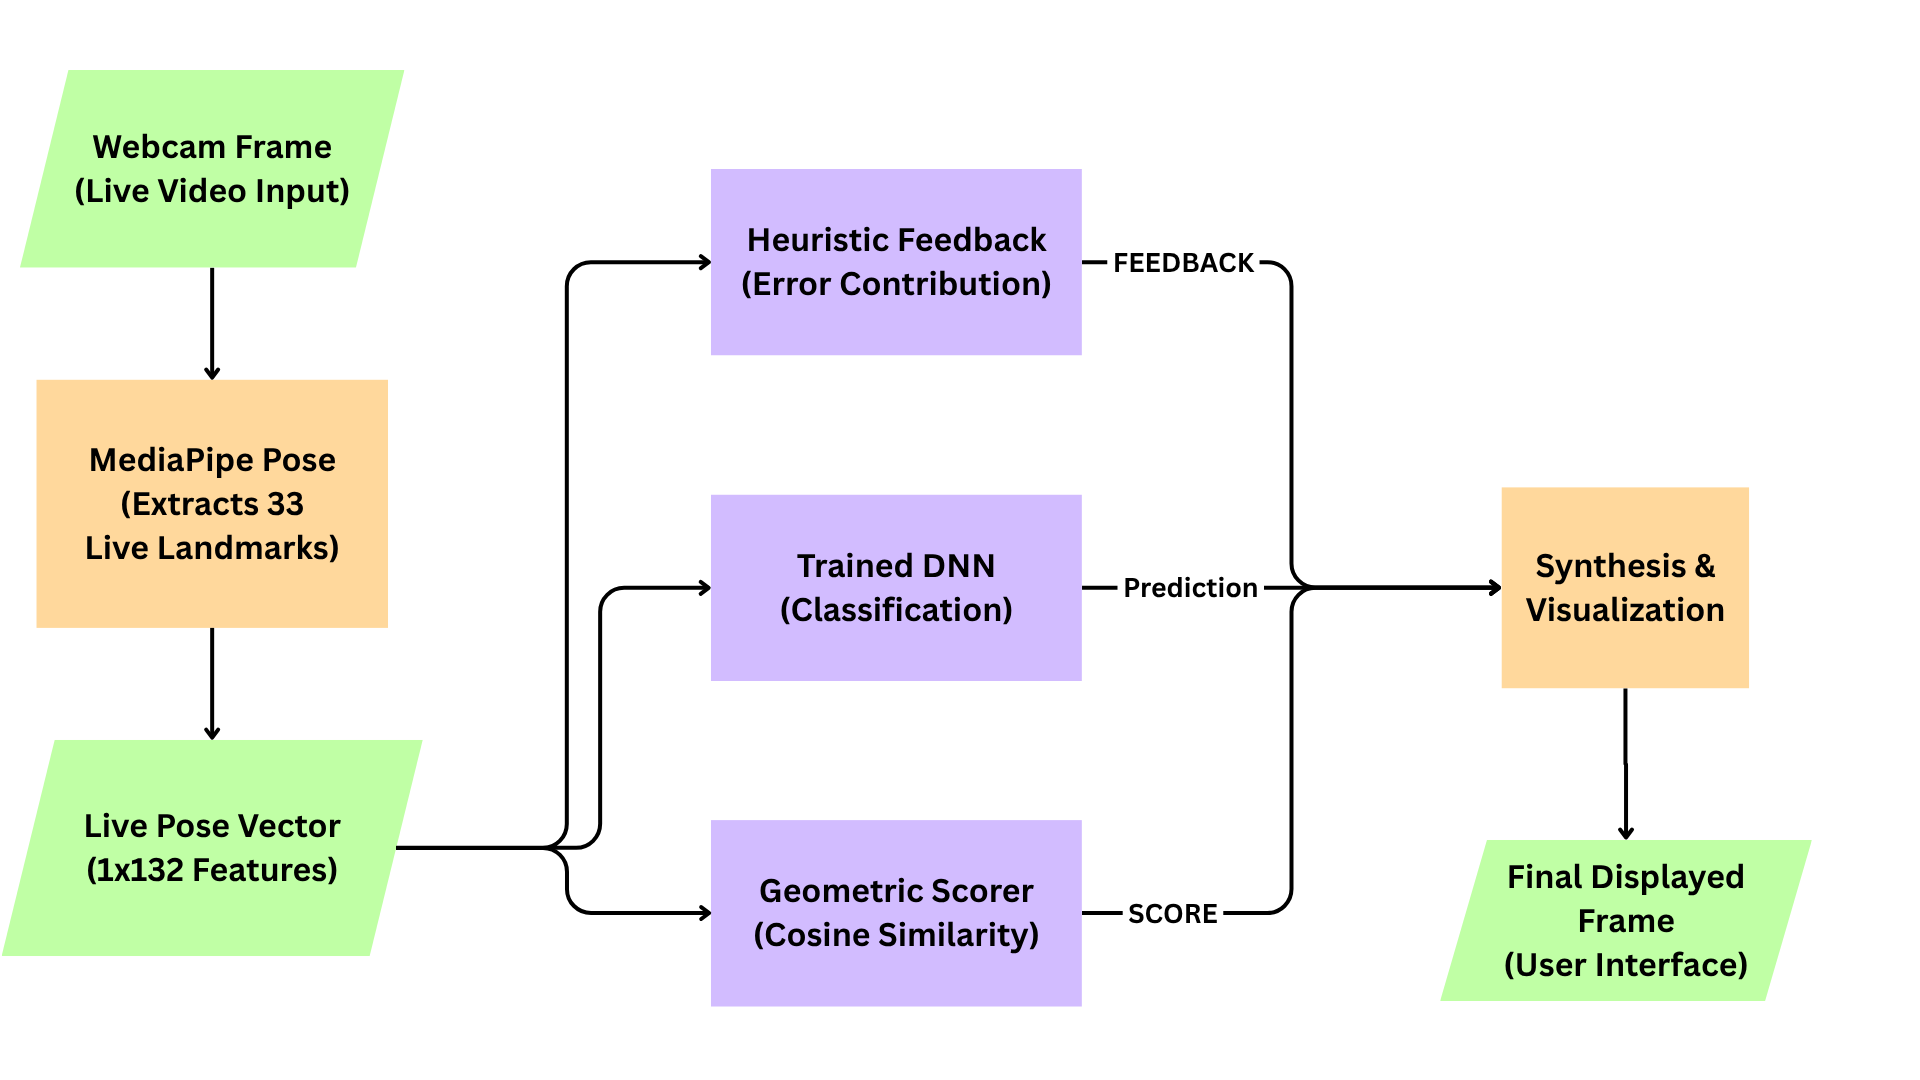 Webcam Frame
(Live Video Input)
MediaPipe Pose
(Extracts 33
Live Landmarks)
Live Pose Vector
(1x132 Features)
Heuristic Feedback
(Error Contribution)
FEEDBACK
Trained DNN
(Classification)
Prediction
Geometric Scorer
(Cosine Similarity)
SCORE
Synthesis &
Visualization
Final Displayed
Frame
(User Interface)